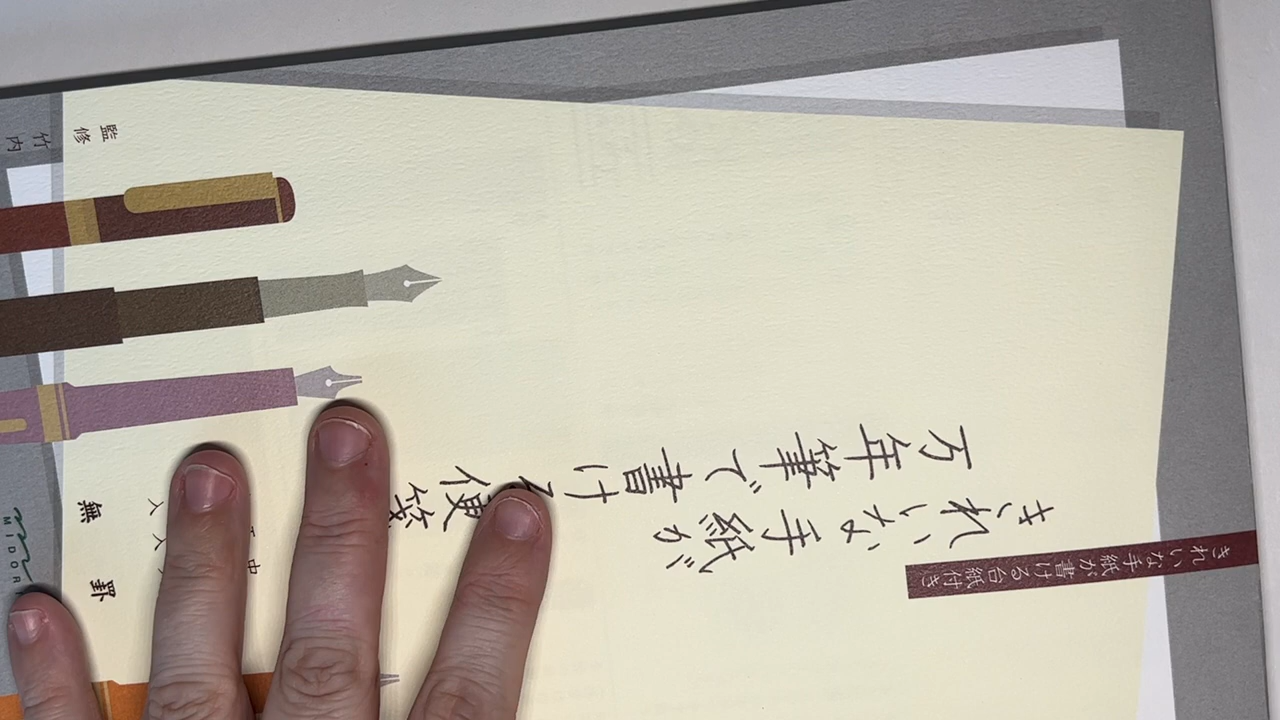 きれいな手紙が書ける台紙付き
きれいな手紙が
万年筆で書ける便箋
監修 竹内
無罫